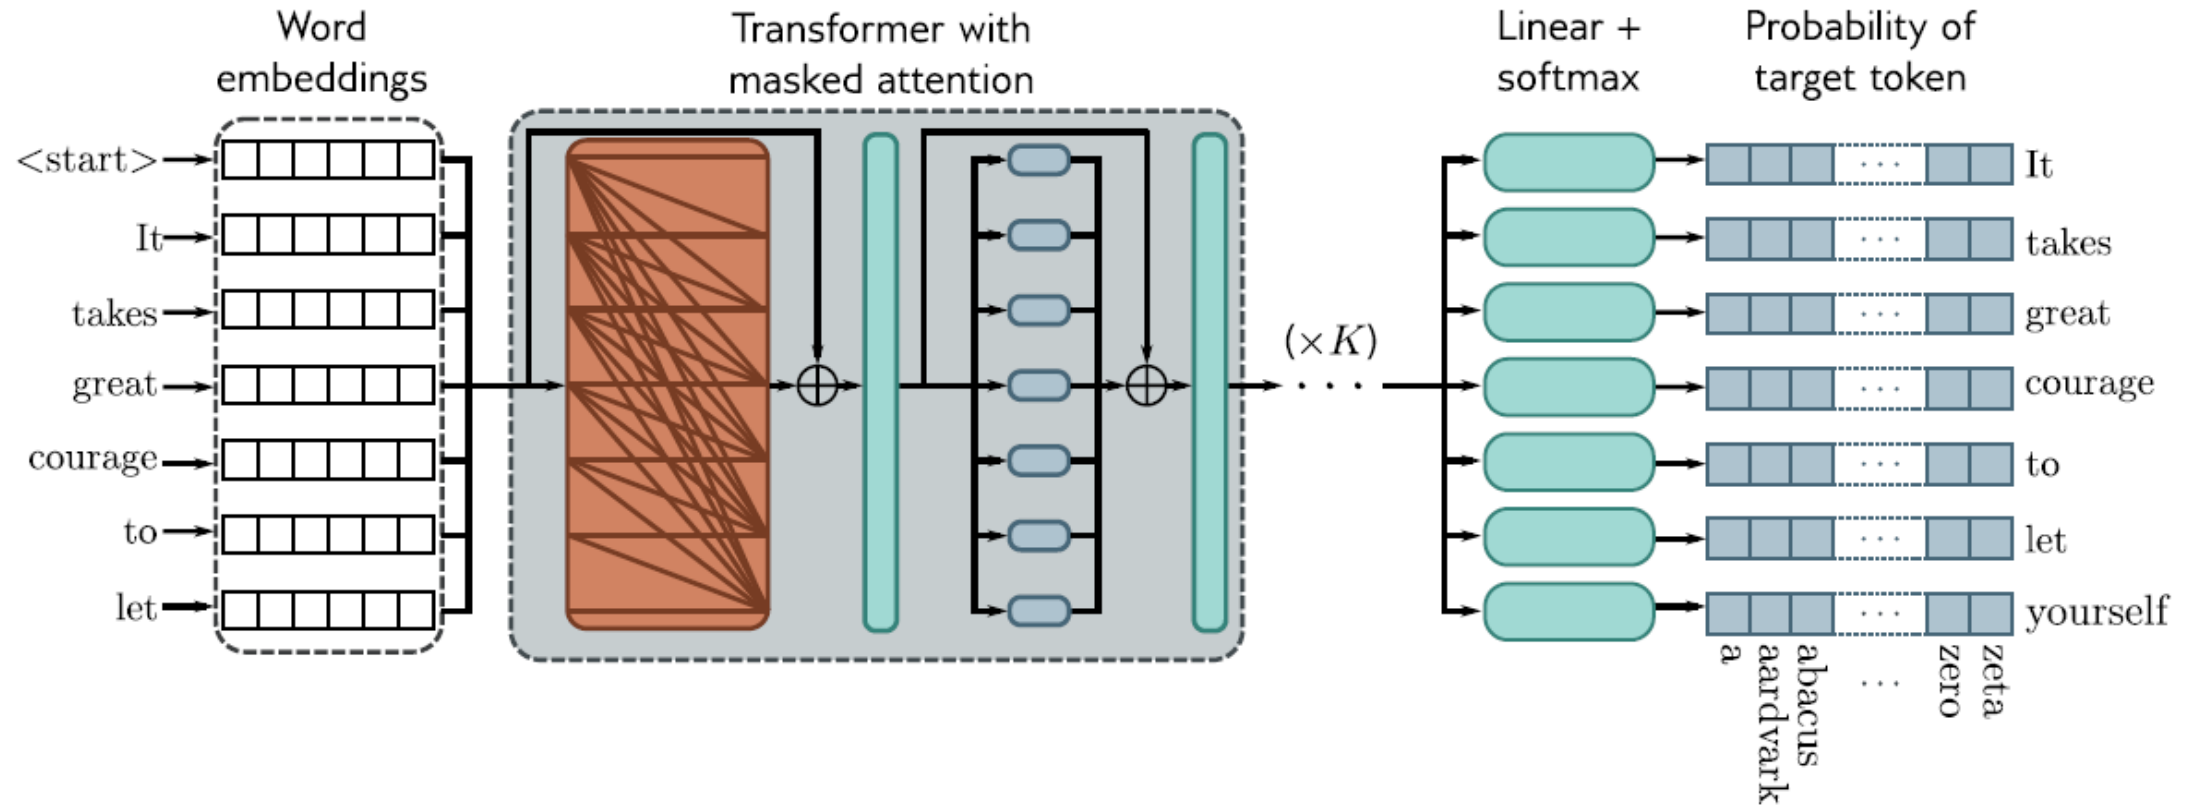 Word
embeddings
Transformer with
masked attention
Linear +
softmax
Probability of
target token
<start>
It
takes
great
courage
to
let
(×K)
. . . .
It
takes
great
courage
to
let
yourself
. . .
. . .
. . .
. . .
. . .
. . .
. . .
a
aardvark
abacus
. . .
zero
zeta